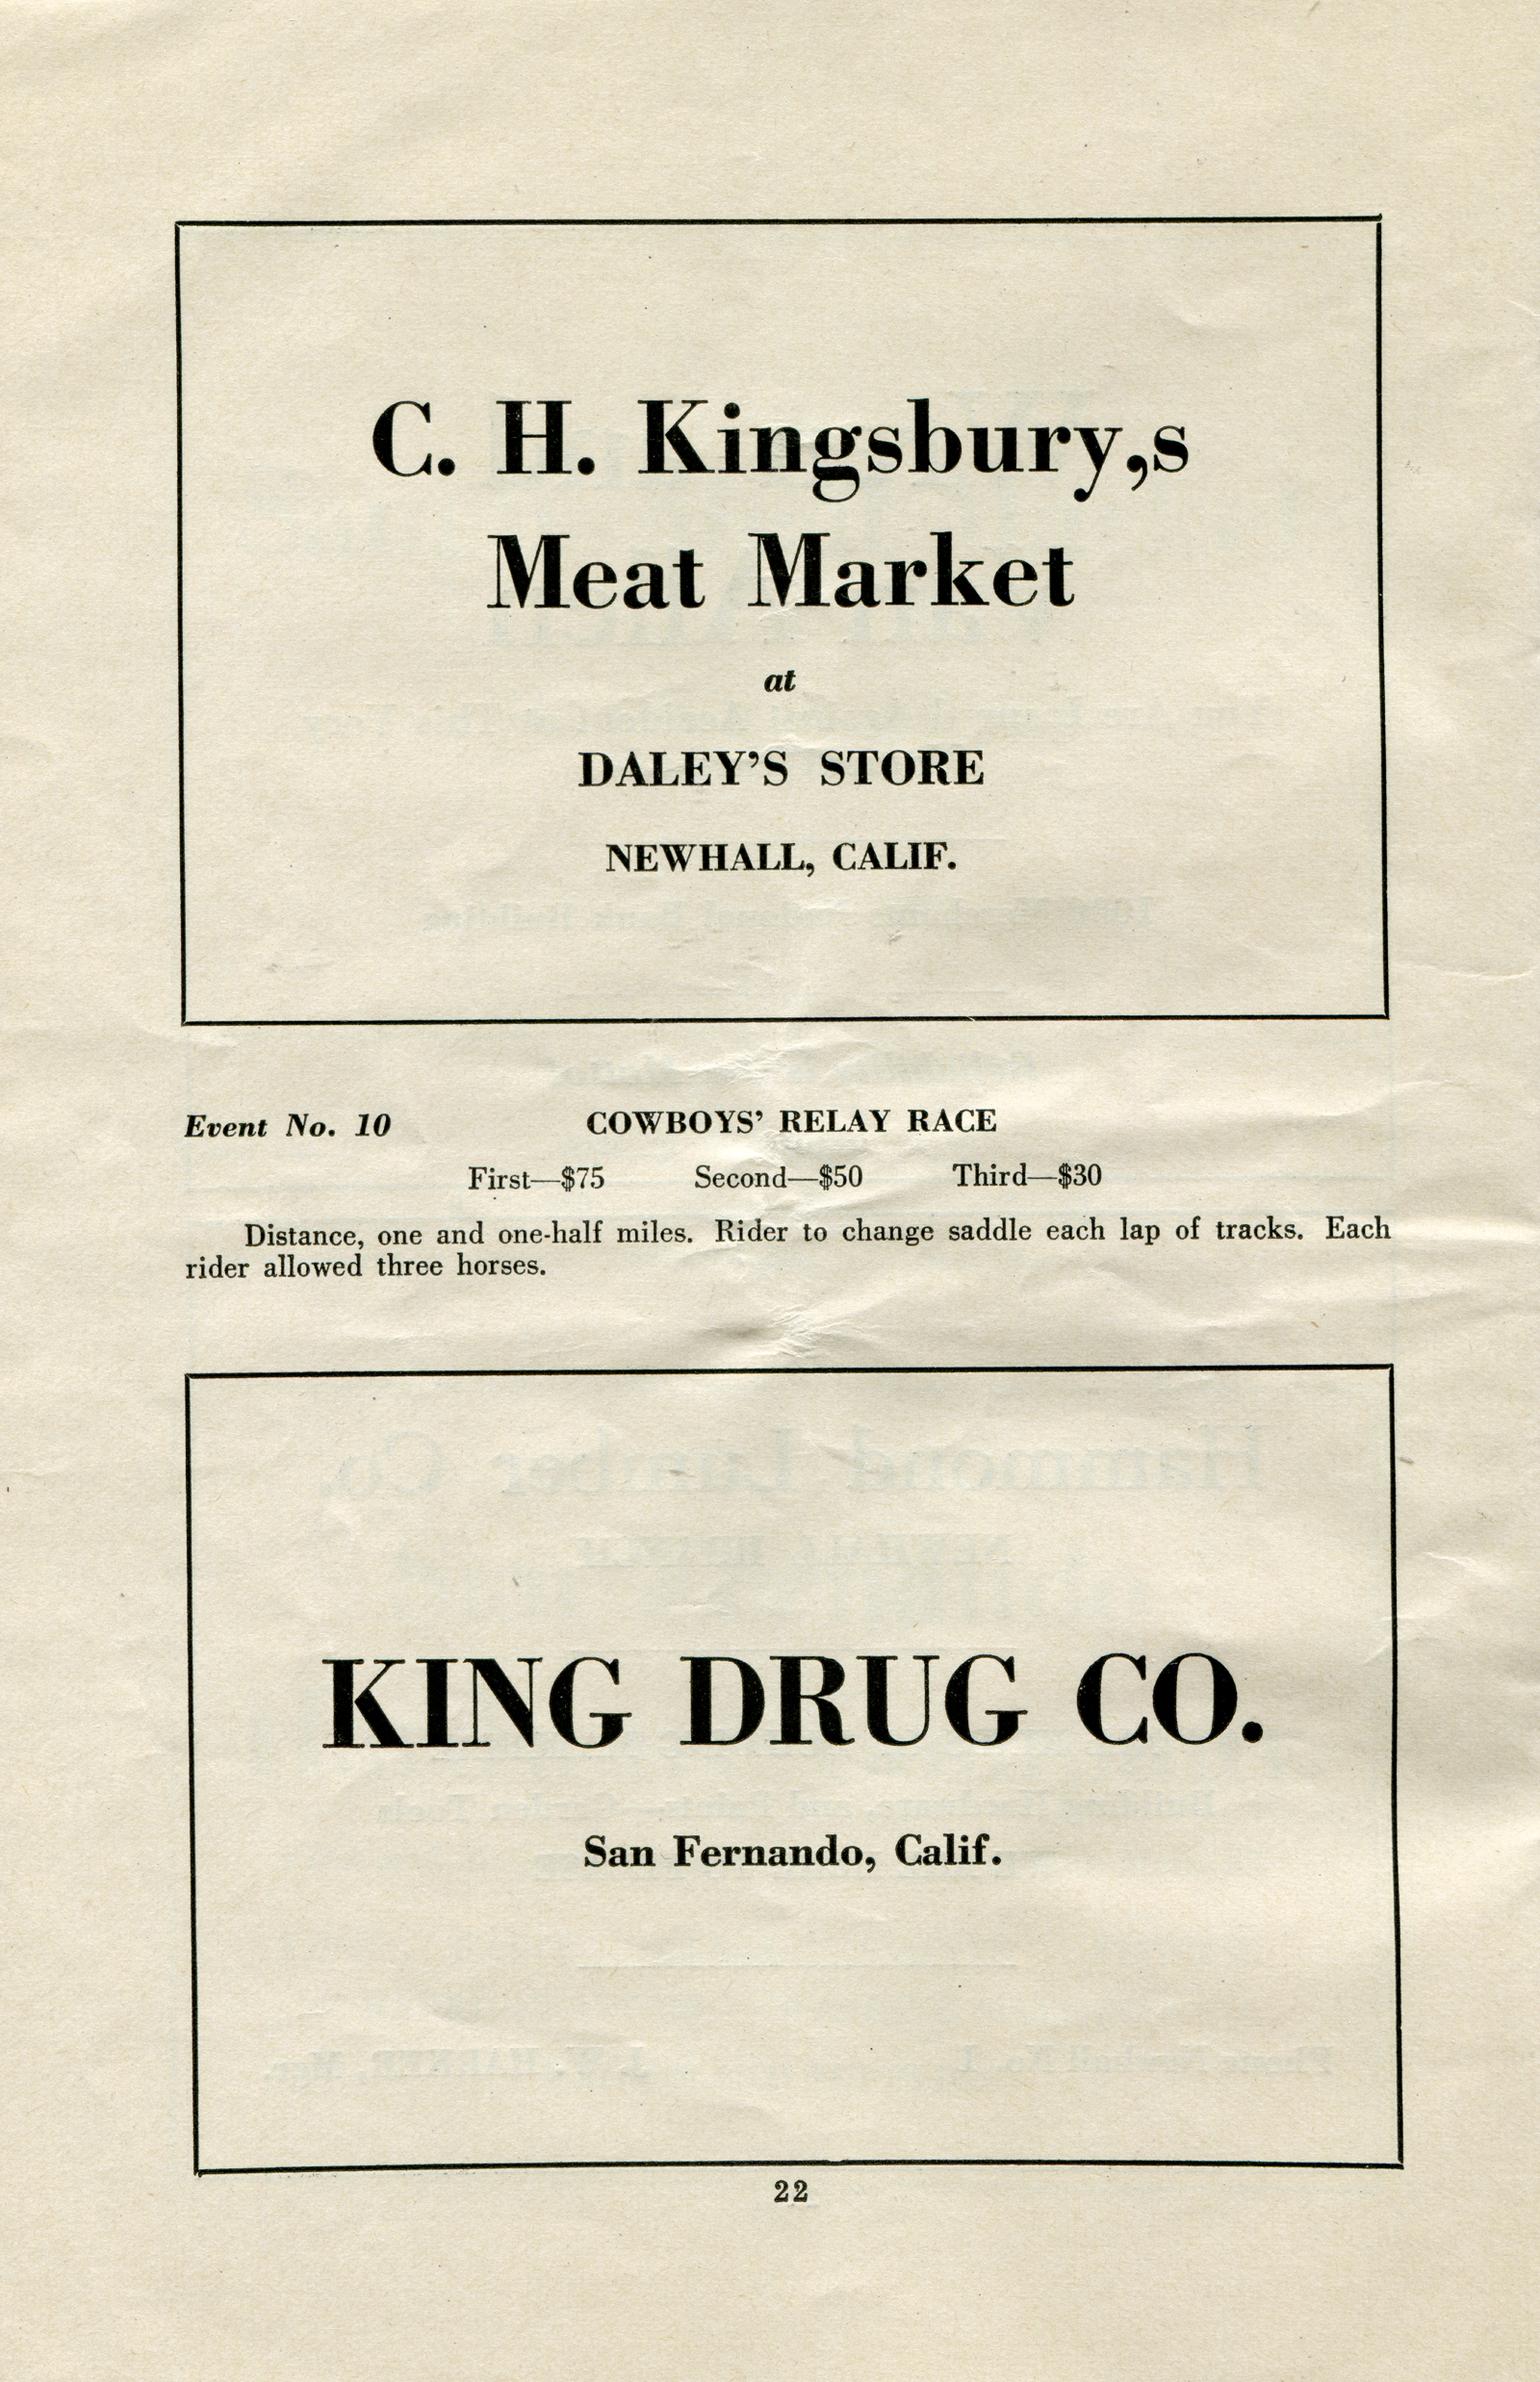 C. H. Kingsbury,s
Meat Market
at
DALEY'S STORE
NEWHALL, CALIF.
Event No. 10 COWBOYS' RELAY RACE
First—$75 Second—$50 Third—$30
Distance, one and one-half miles. Rider to change saddle each lap of tracks. Each
rider allowed three horses.
KING DRUG CO.
San Fernando, Calif.
22